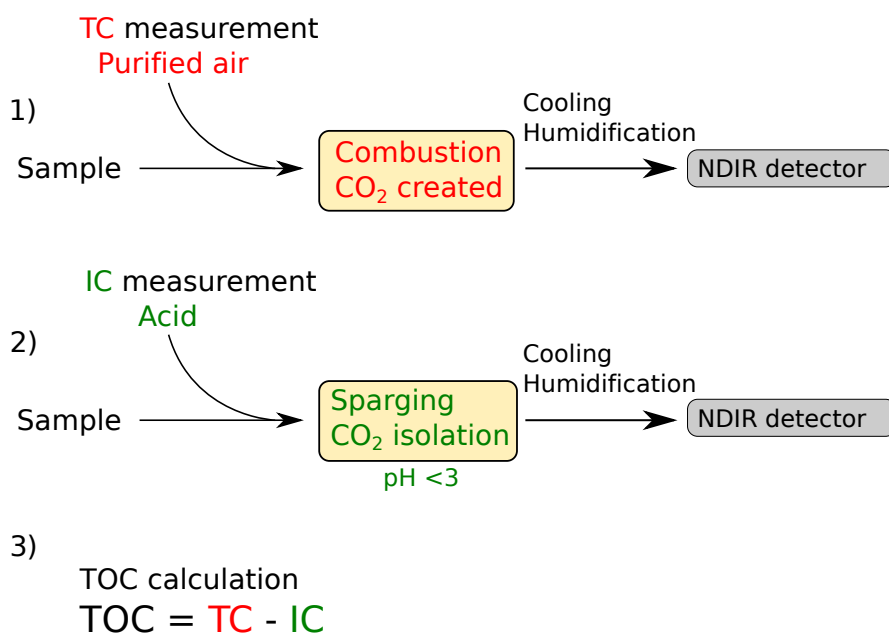 TC measurement
Purified air
1)
Cooling
Humidification
Sample
Combustion
CO₂ created
NDIR detector
IC measurement
Acid
2)
Cooling
Humidification
Sample
Sparging
CO₂ isolation
NDIR detector
pH <3
3)
TOC calculation
TOC = TC - IC